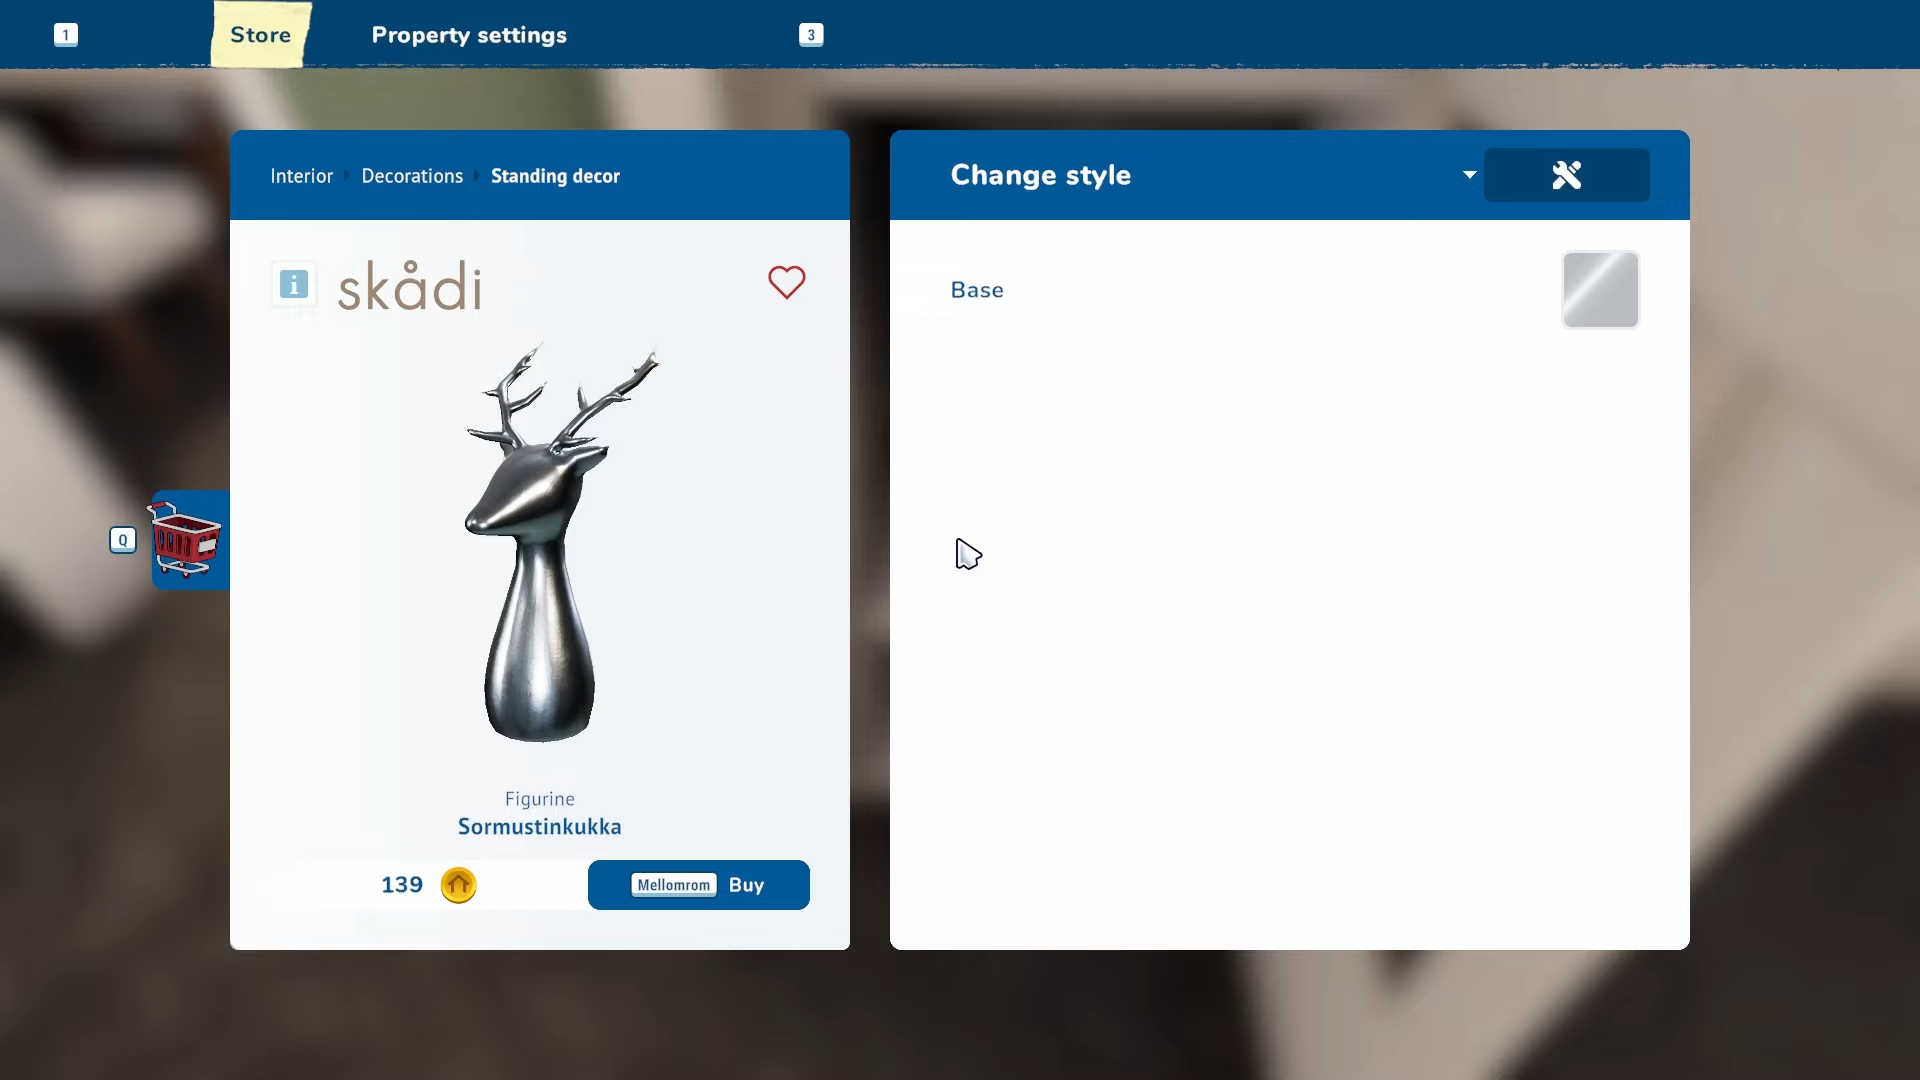 1
Store
Property settings
3
Interior
Decorations
Standing decor
Change style
i
skådi
Base
Q
Figurine
Sormustinkukka
139
Mellomrom
Buy